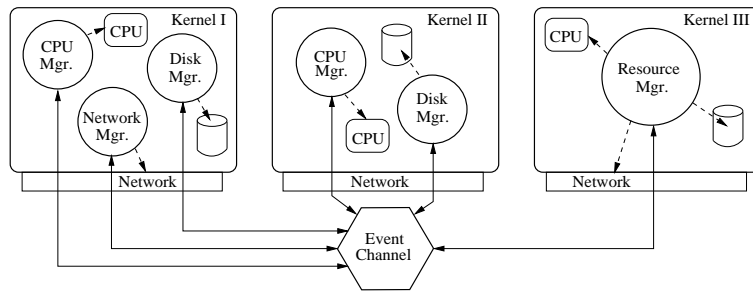 Kernel I
CPU
Mgr.
CPU
Disk
Mgr.
Network
Mgr.
Network
Kernel II
CPU
Mgr.
CPU
Disk
Mgr.
Network
Kernel III
CPU
Resource
Mgr.
Network
Event
Channel